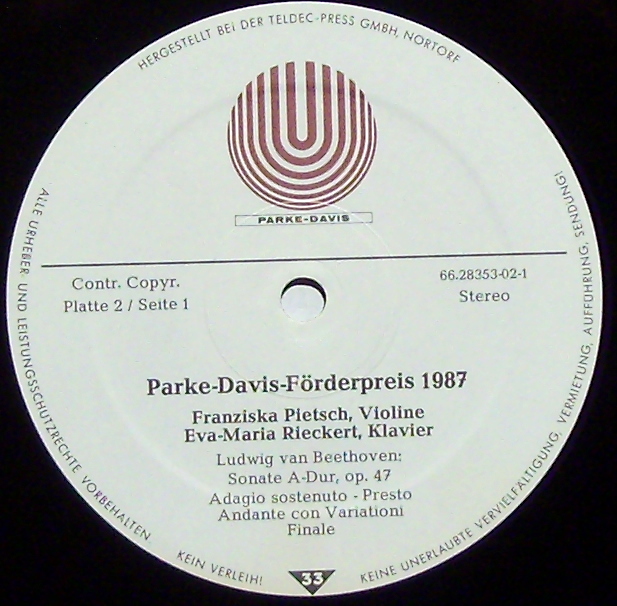 HERGESTELLT BEI DER TELDEC-PRESS GMBH, NORTORF
PARKE-DAVIS
Contr. Copyr.
Platte 2 / Seite 1
66.28353-02-1
Stereo
Parke-Davis-Förderpreis 1987
Franziska Pietsch, Violine
Eva-Maria Rieckert, Klavier
Ludwig van Beethoven:
Sonate A-Dur, op. 47
Adagio sostenuto - Presto
Andante con Variationi
Finale
ALLE URHEBER UND LEISTUNGSSCHUTZRECHTE VORBEHALTEN. KEIN VERLEIH!
33
KEINE UNERLAUBTE VERVIELFÄLTIGUNG, VERMIETUNG, AUFFÜHRUNG, SENDUNG!